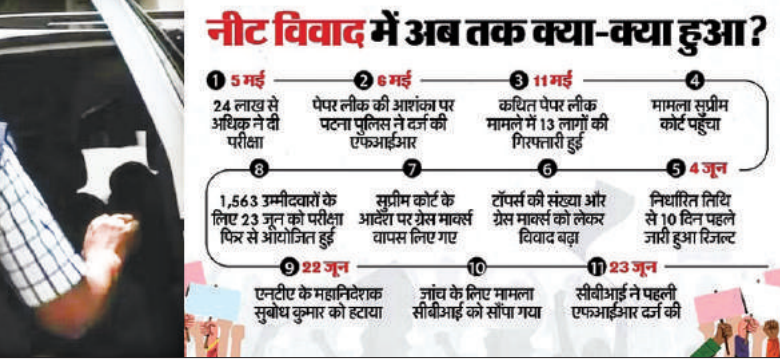 नीट विवाद में अब तक क्या-क्या हुआ?
1 5 मई
24 लाख से
अधिक ने दी
परीक्षा
2 6 मई
पेपर लीक की आशंका पर
पटना पुलिस ने दर्ज की
एफआईआर
3 11 मई
कथित पेपर लीक
मामले में 13 लागों की
गिरफ्तारी हुई
4
मामला सुप्रीम
कोर्ट पहुंचा
5 4 जून
निर्धारित तिथि
से 10 दिन पहले
जारी हुआ रिजल्ट
6
टॉपर्स की संख्या और
ग्रेस मार्क्स को लेकर
विवाद बढ़ा
7
सुप्रीम कोर्ट के
आदेश पर ग्रेस मार्क्स
वापस लिए गए
8
1,563 उम्मीदवारों के
लिए 23 जून को परीक्षा
फिर से आयोजित हुई
9 22 जून
एनटीए के महानिदेशक
सुबोध कुमार को हटाया
10
जांच के लिए मामला
सीबीआई को सौंपा गया
11 23 जून
सीबीआई ने पहली
एफआईआर दर्ज की